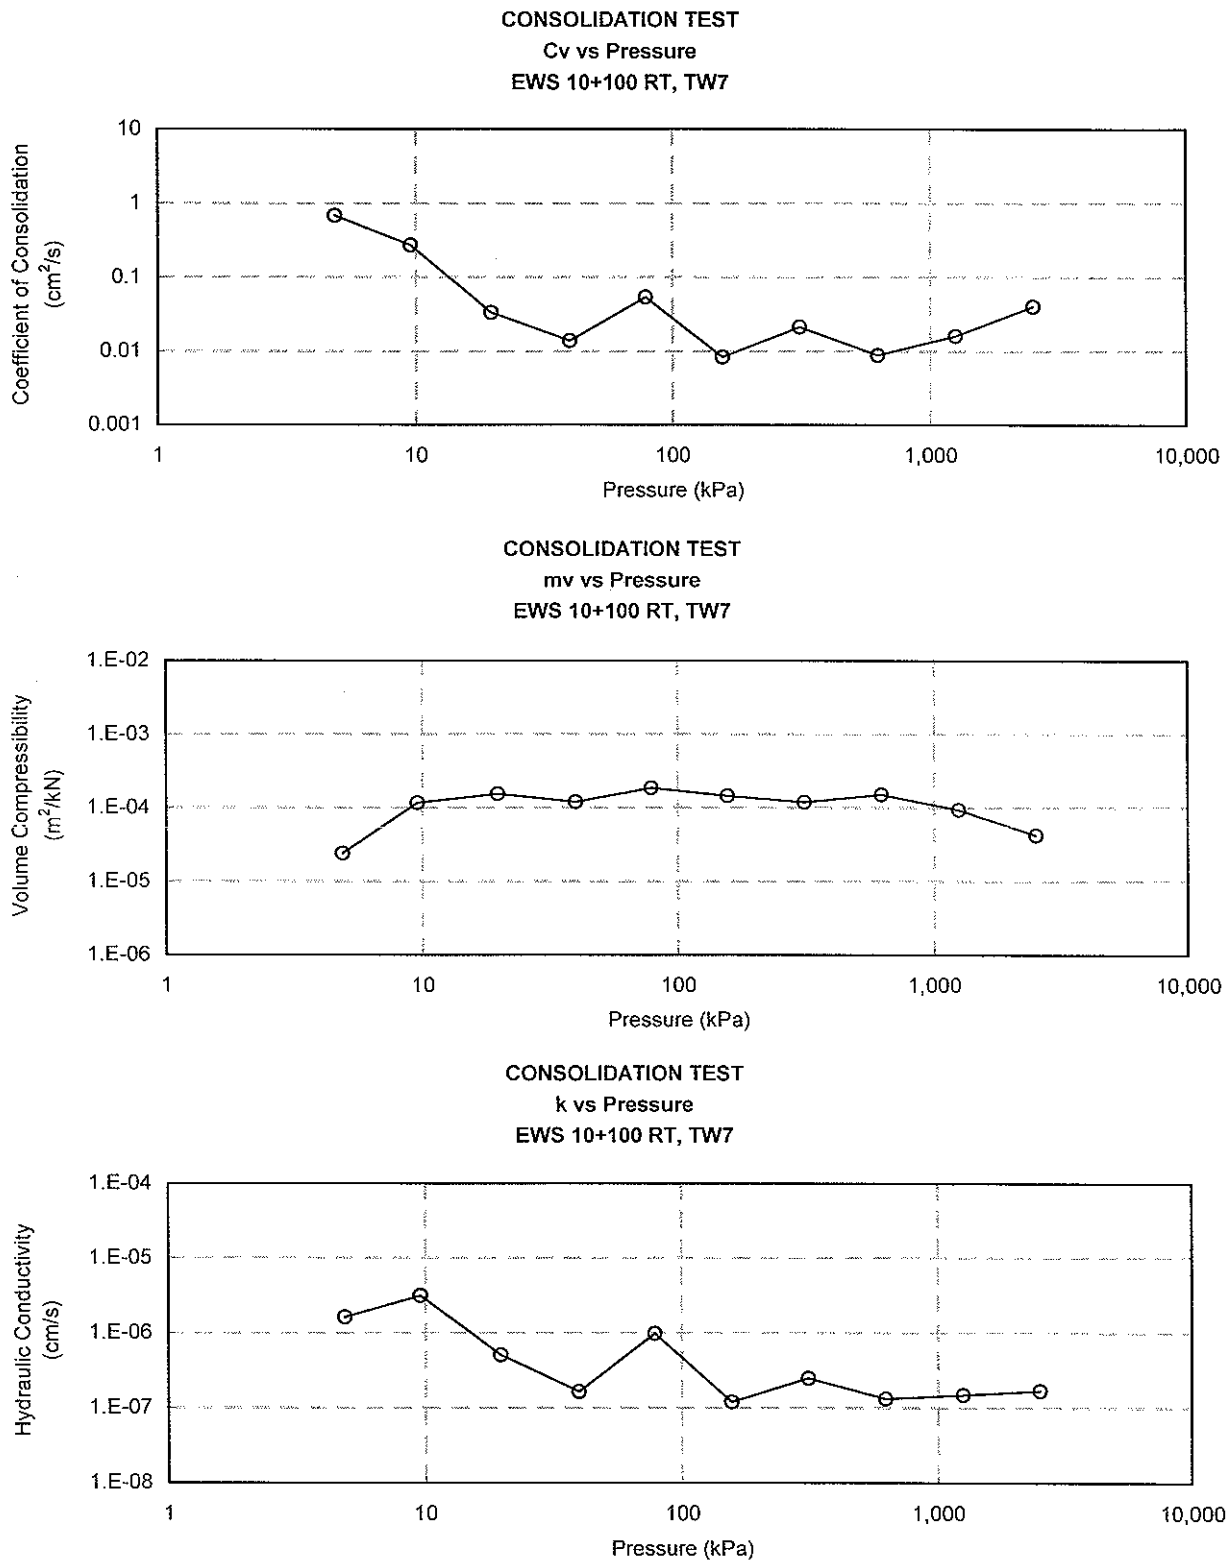 CONSOLIDATION TEST
Cv vs Pressure
EWS 10+100 RT, TW7
Coefficient of Consolidation
(cm²/s)
10
1
0.1
0.01
0.001
1 10 100 1,000 10,000
Pressure (kPa)
CONSOLIDATION TEST
mv vs Pressure
EWS 10+100 RT, TW7
Volume Compressibility
(m²/kN)
1.E-02
1.E-03
1.E-04
1.E-05
1.E-06
1 10 100 1,000 10,000
Pressure (kPa)
CONSOLIDATION TEST
k vs Pressure
EWS 10+100 RT, TW7
Hydraulic Conductivity
(cm/s)
1.E-04
1.E-05
1.E-06
1.E-07
1.E-08
1 10 100 1,000 10,000
Pressure (kPa)